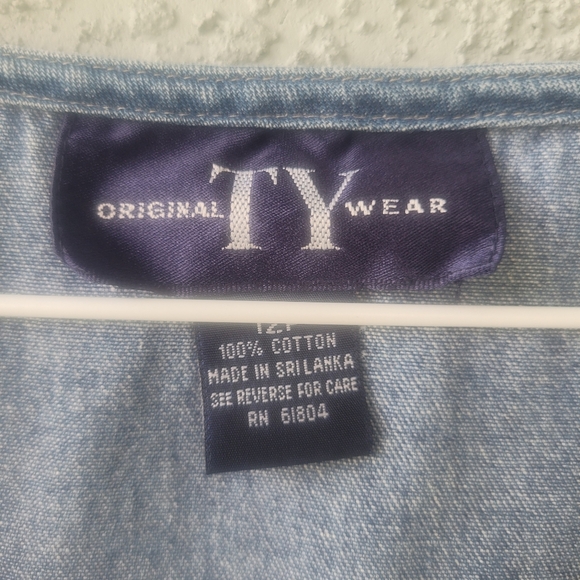 ORIGINAL TY WEAR
100% COTTON
MADE IN SRI LANKA
SEE REVERSE FOR CARE
RN 61804